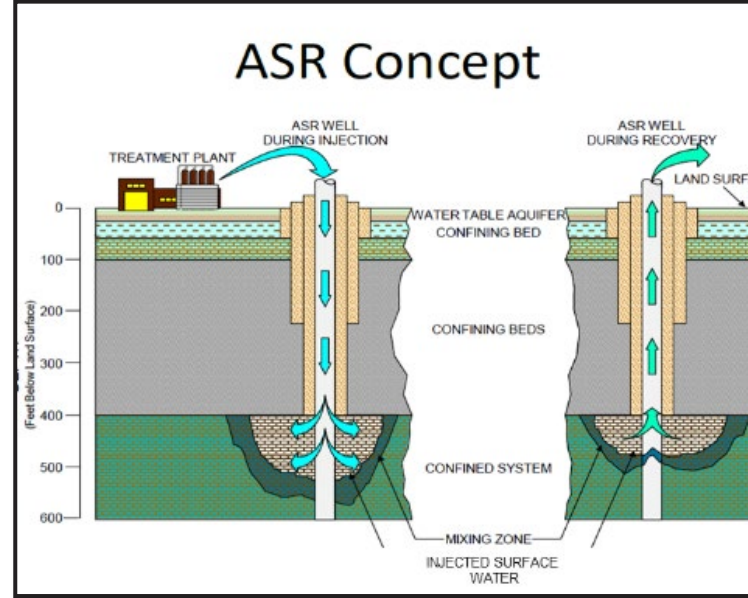 ASR Concept
ASR WELL
DURING INJECTION
ASR WELL
DURING RECOVERY
TREATMENT PLANT
LAND SURF
0
WATER TABLE AQUIFER
CONFINING BED
100
200
CONFINING BEDS
300
(Feet Below Land Surface)
400
500
CONFINED SYSTEM
600
MIXING ZONE
INJECTED SURFACE
WATER